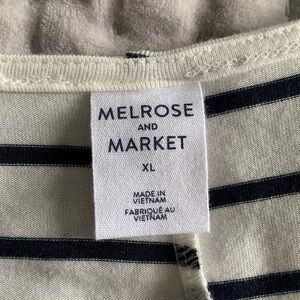 MELROSE
AND
MARKET
XL
MADE IN
VIETNAM
FABRIQUÉ AU
VIETNAM